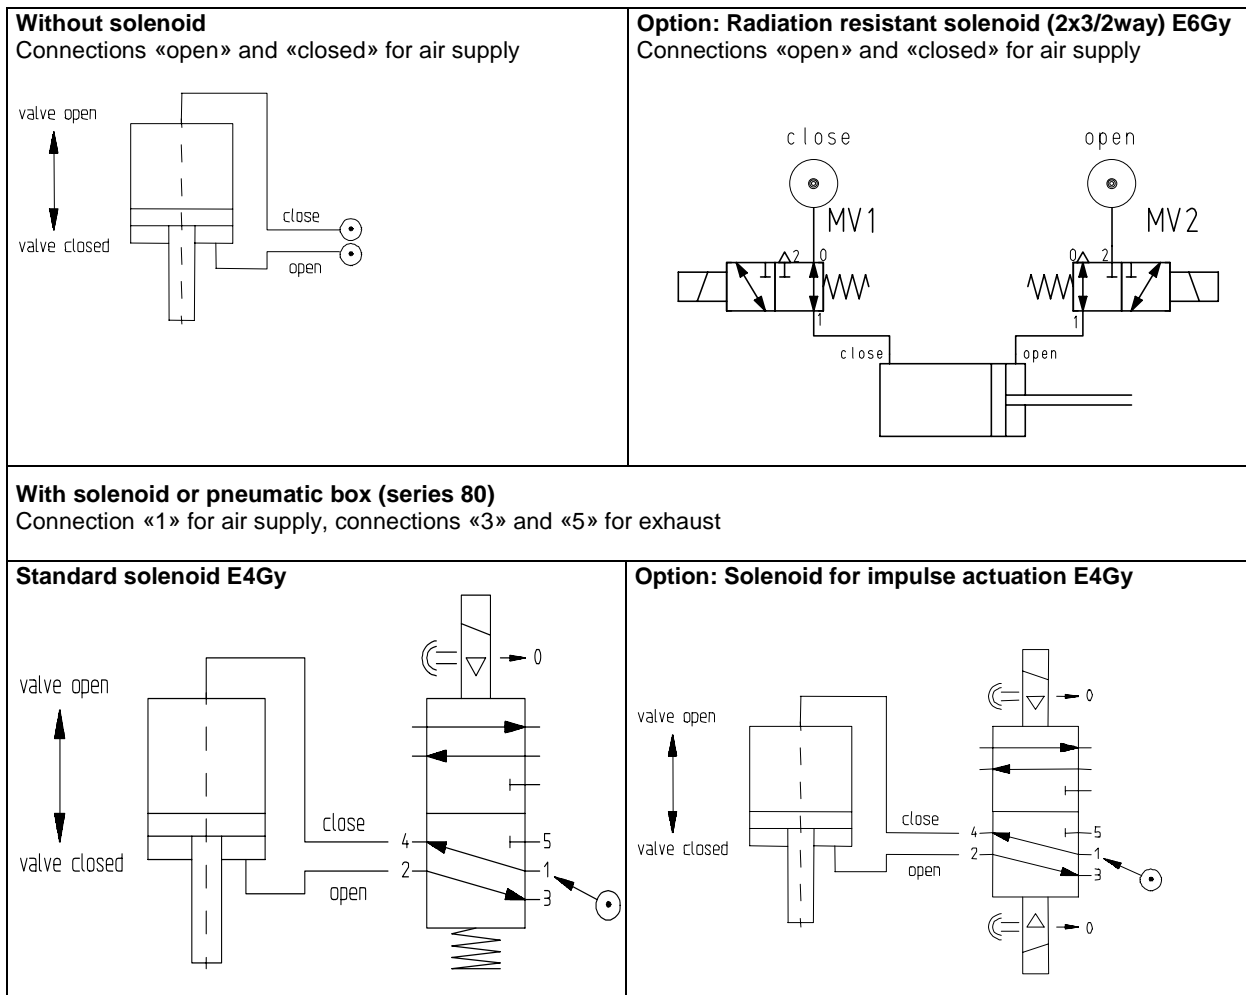 Without solenoid
Connections «open» and «closed» for air supply
valve open
valve closed
close
open
Option: Radiation resistant solenoid (2x3/2way) E6Gy
Connections «open» and «closed» for air supply
close
open
MV1
MV2
2 0
0 2
1
1
close
open
With solenoid or pneumatic box (series 80)
Connection «1» for air supply, connections «3» and «5» for exhaust
Standard solenoid E4Gy
0
valve open
valve closed
close
open
4
2
5
1
3
Option: Solenoid for impulse actuation E4Gy
0
valve open
valve closed
close
open
4
2
5
1
3
0